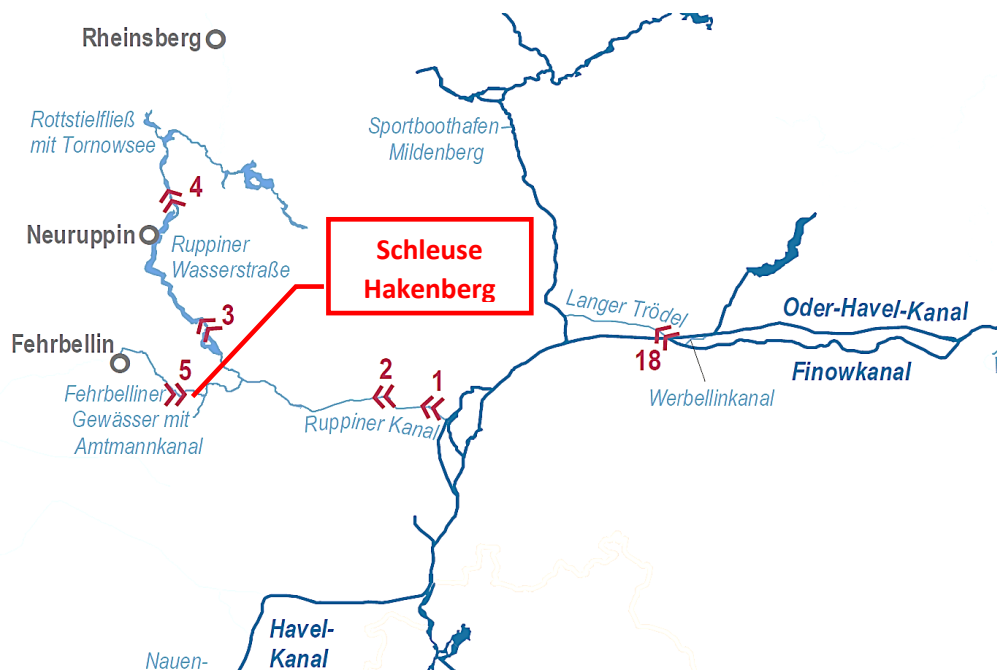 Rheinsberg
Rottstielfließ
mit Tornowsee
Sportboothafen
Mildenberg
4
Neuruppin
Ruppiner
Wasserstraße
Schleuse
Hakenberg
Langer Trödel
Oder-Havel-Kanal
3
18
Fehrbellin
5
2
1
Finowkanal
Fehrbelliner
Gewässer mit
Amtmannkanal
Werbellinkanal
Ruppiner Kanal
Havel-
Kanal
Nauen-